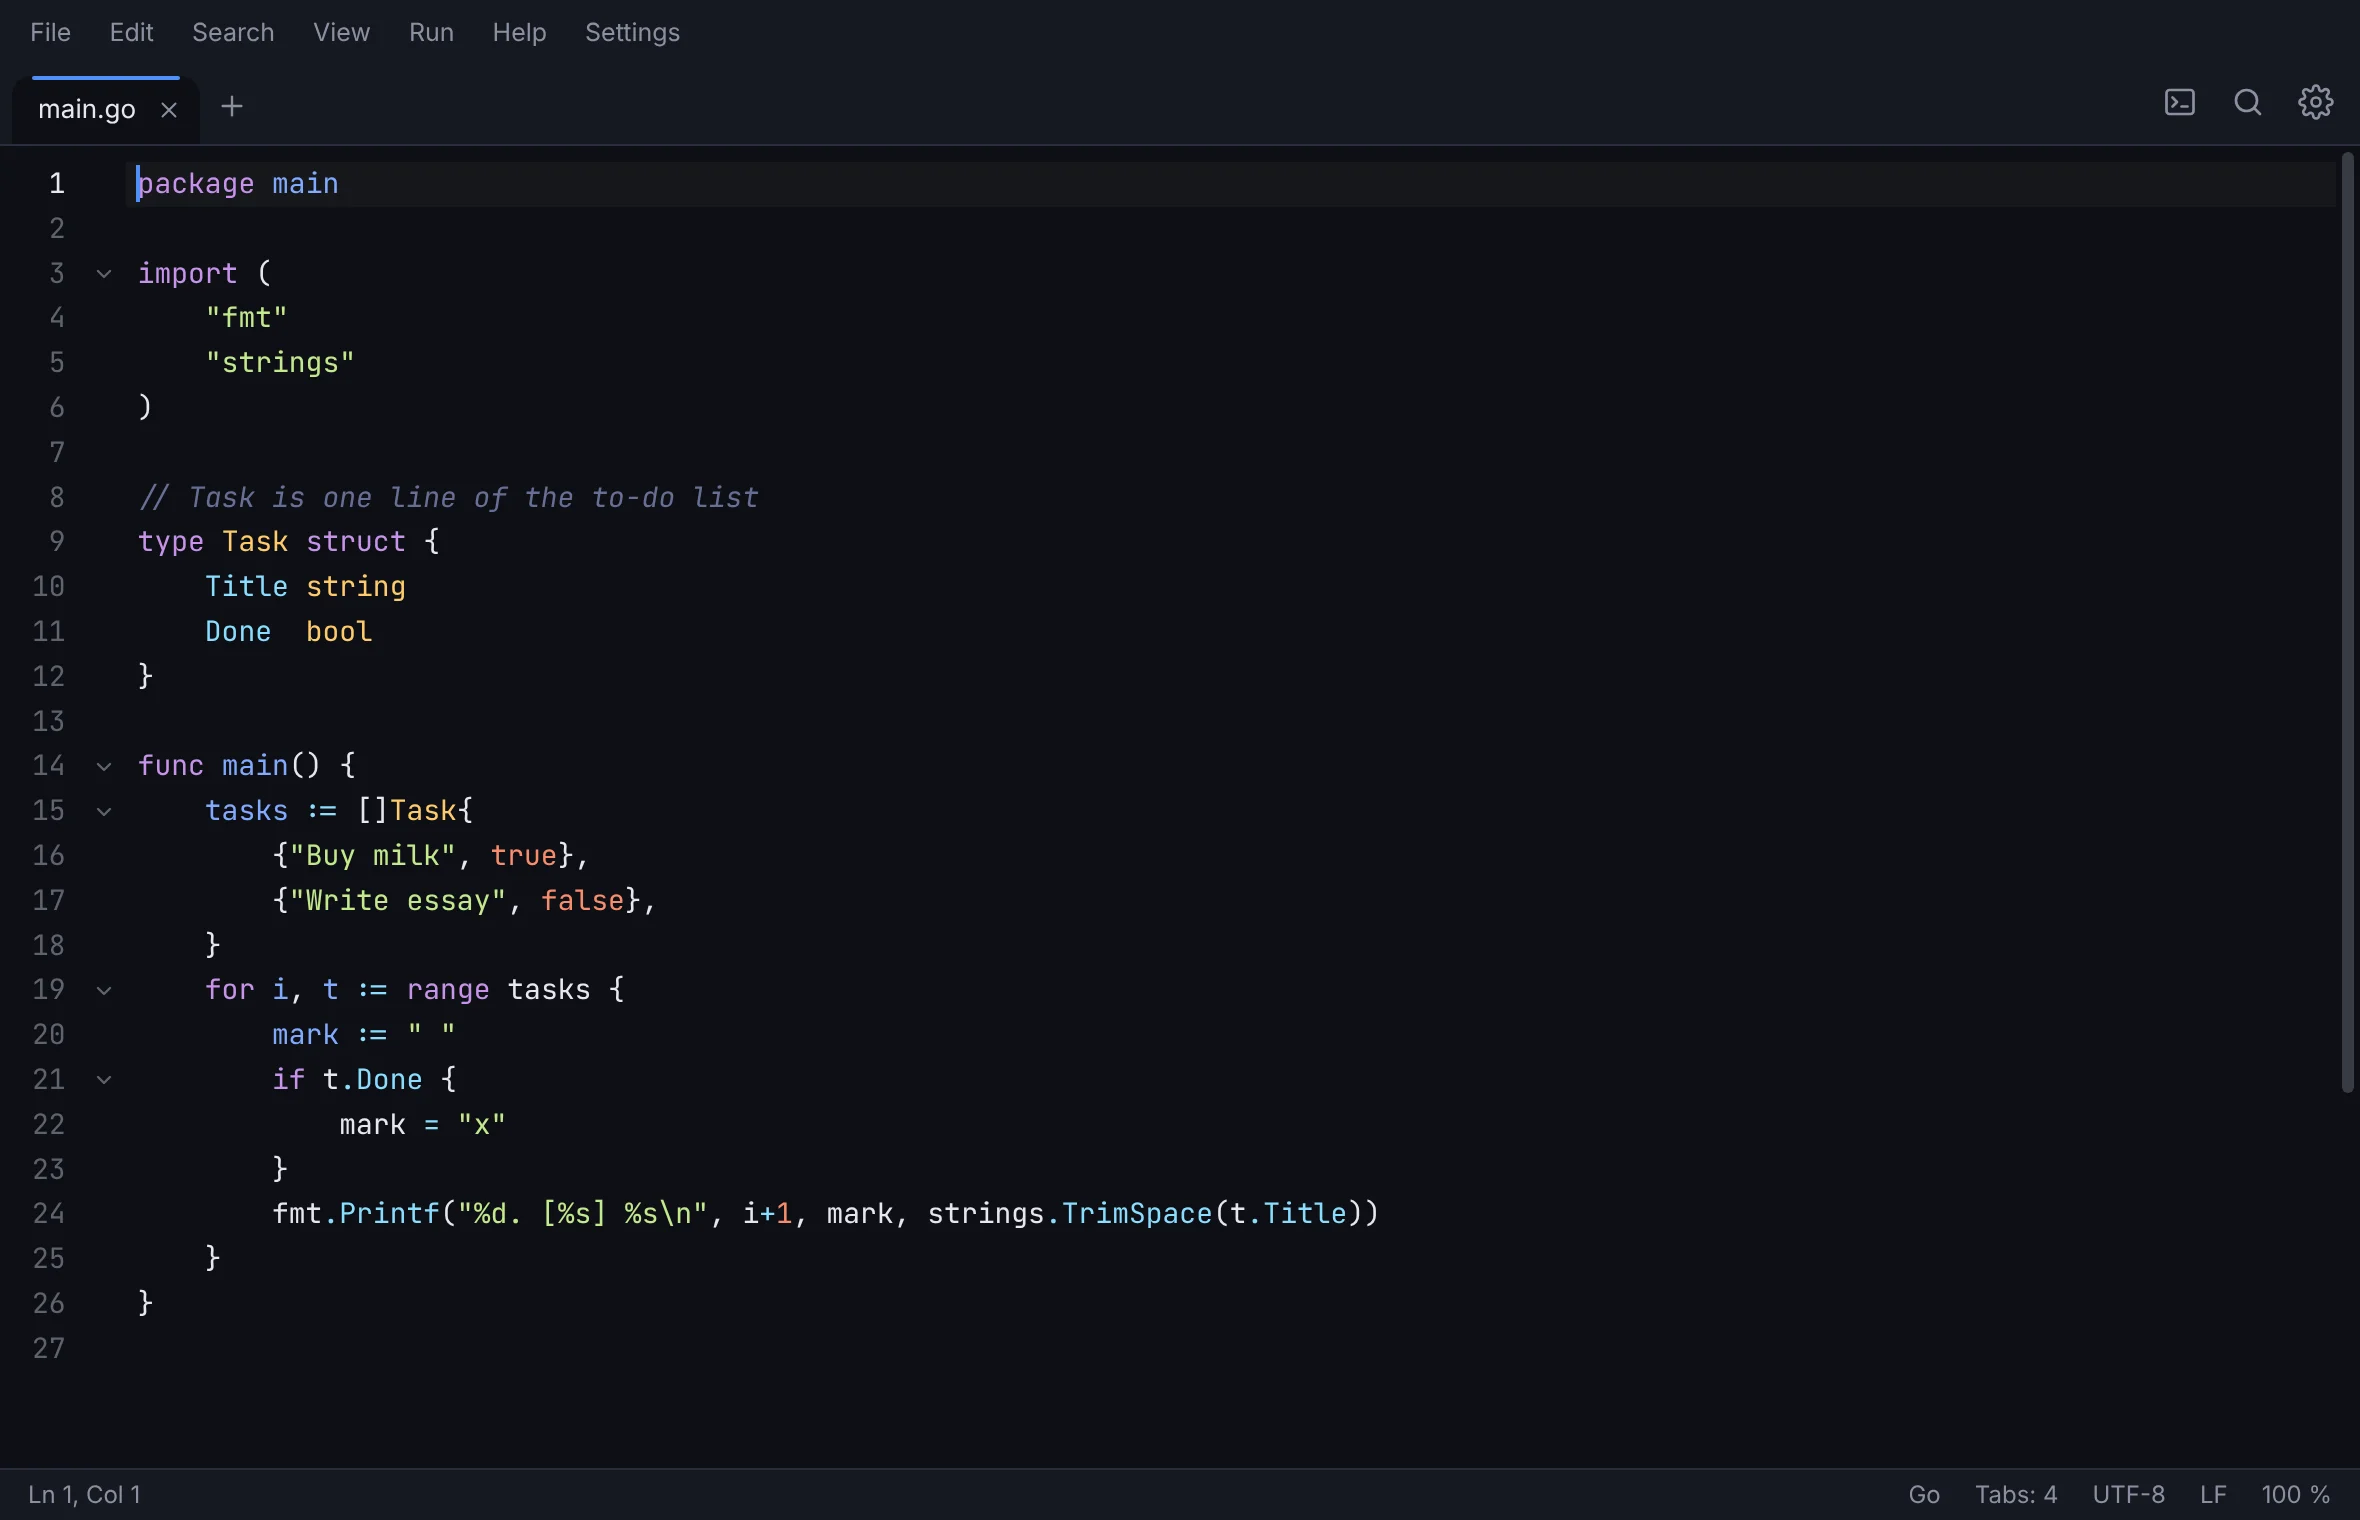 File Edit Search View Run Help Settings
main.go
1 package main
2
3 import (
4     "fmt"
5     "strings"
6 )
7
8 // Task is one line of the to-do list
9 type Task struct {
10     Title string
11     Done  bool
12 }
13
14 func main() {
15     tasks := []Task{
16         {"Buy milk", true},
17         {"Write essay", false},
18     }
19     for i, t := range tasks {
20         mark := " "
21         if t.Done {
22             mark = "x"
23         }
24         fmt.Printf("%d. [%s] %s\n", i+1, mark, strings.TrimSpace(t.Title))
25     }
26 }
27
Ln 1, Col 1 Go Tabs: 4 UTF-8 LF 100 %